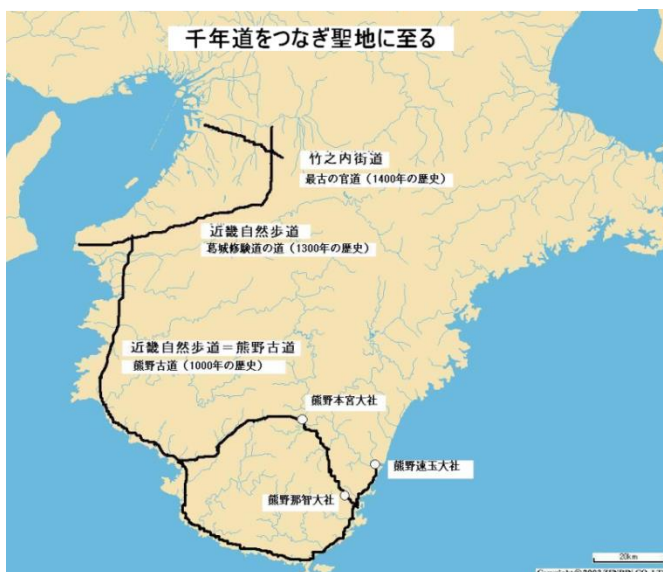 千年道をつなぎ聖地に至る
竹之内街道
最古の官道（1400年の歴史）
近畿自然歩道
葛城修験道の道（1300年の歴史）
近畿自然歩道＝熊野古道
熊野古道（1000年の歴史）
熊野本宮大社
熊野速玉大社
熊野那智大社
20km